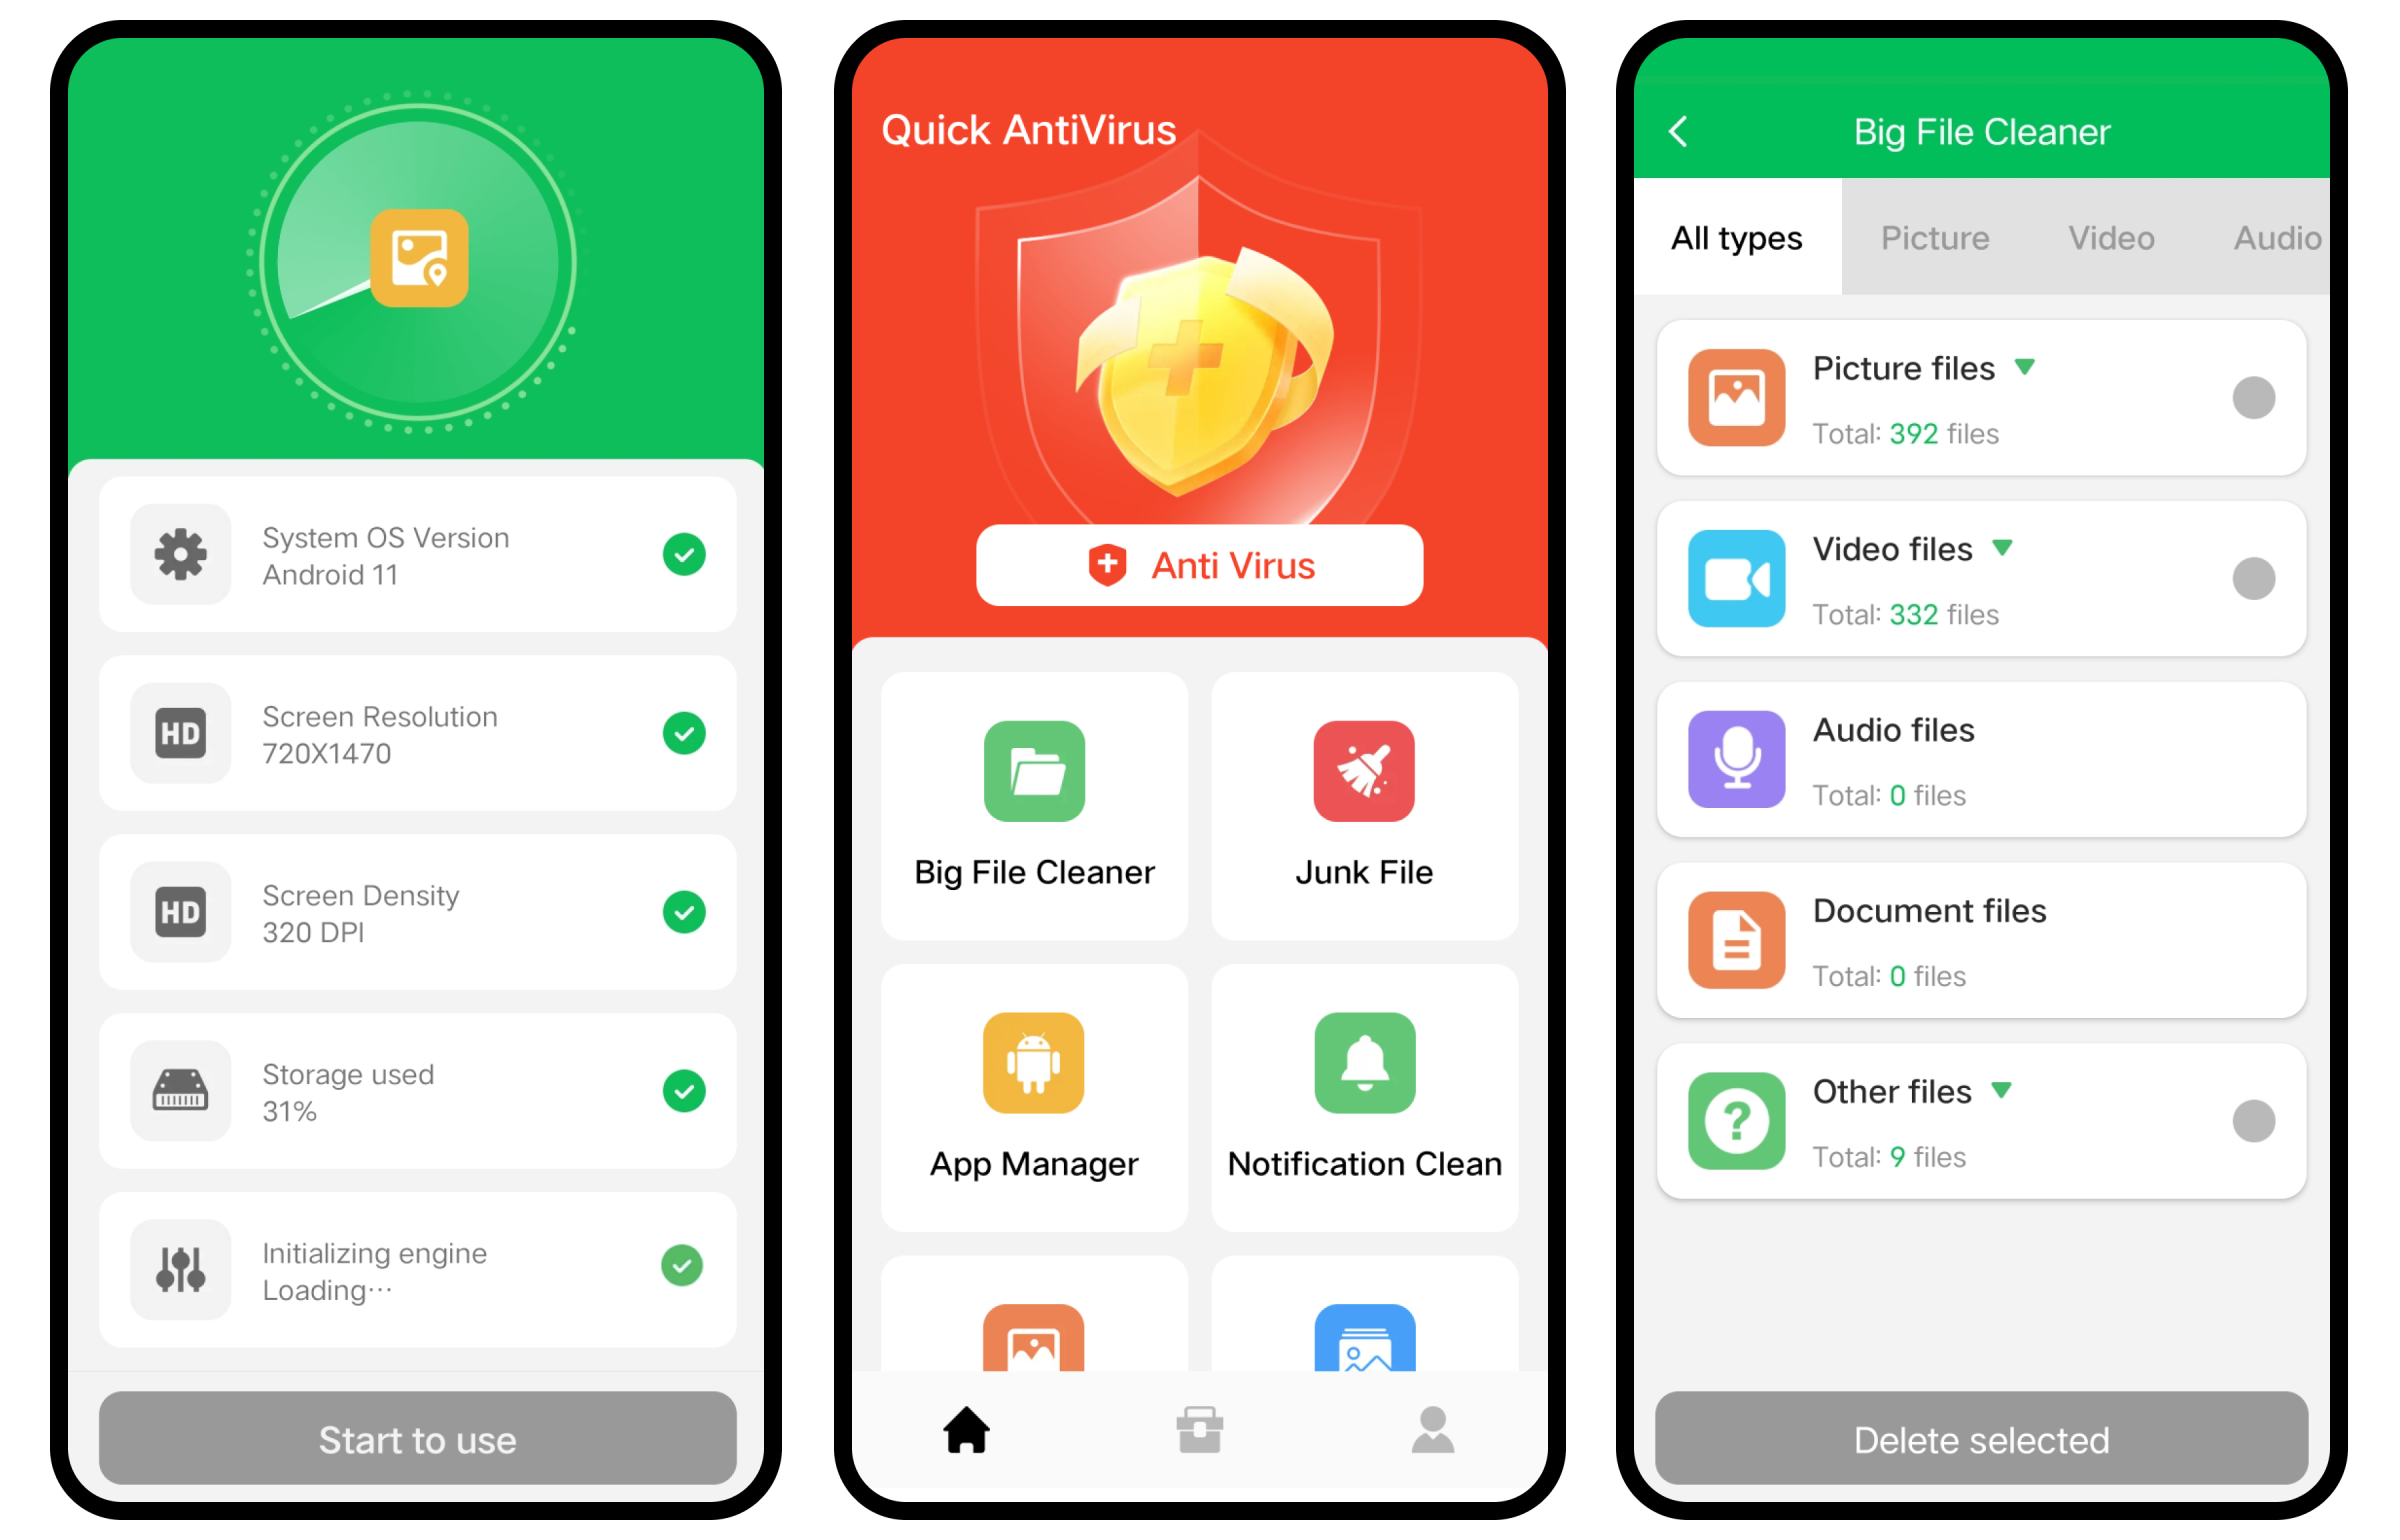 System OS Version
Android 11
HD
Screen Resolution
720X1470
HD
Screen Density
320 DPI
Storage used
31%
Initializing engine
Loading···
Start to use
Quick AntiVirus
Anti Virus
Big File Cleaner
Junk File
App Manager
Notification Clean
Big File Cleaner
All types
Picture
Video
Audio
Picture files
Total: 392 files
Video files
Total: 332 files
Audio files
Total: 0 files
Document files
Total: 0 files
Other files
Total: 9 files
Delete selected